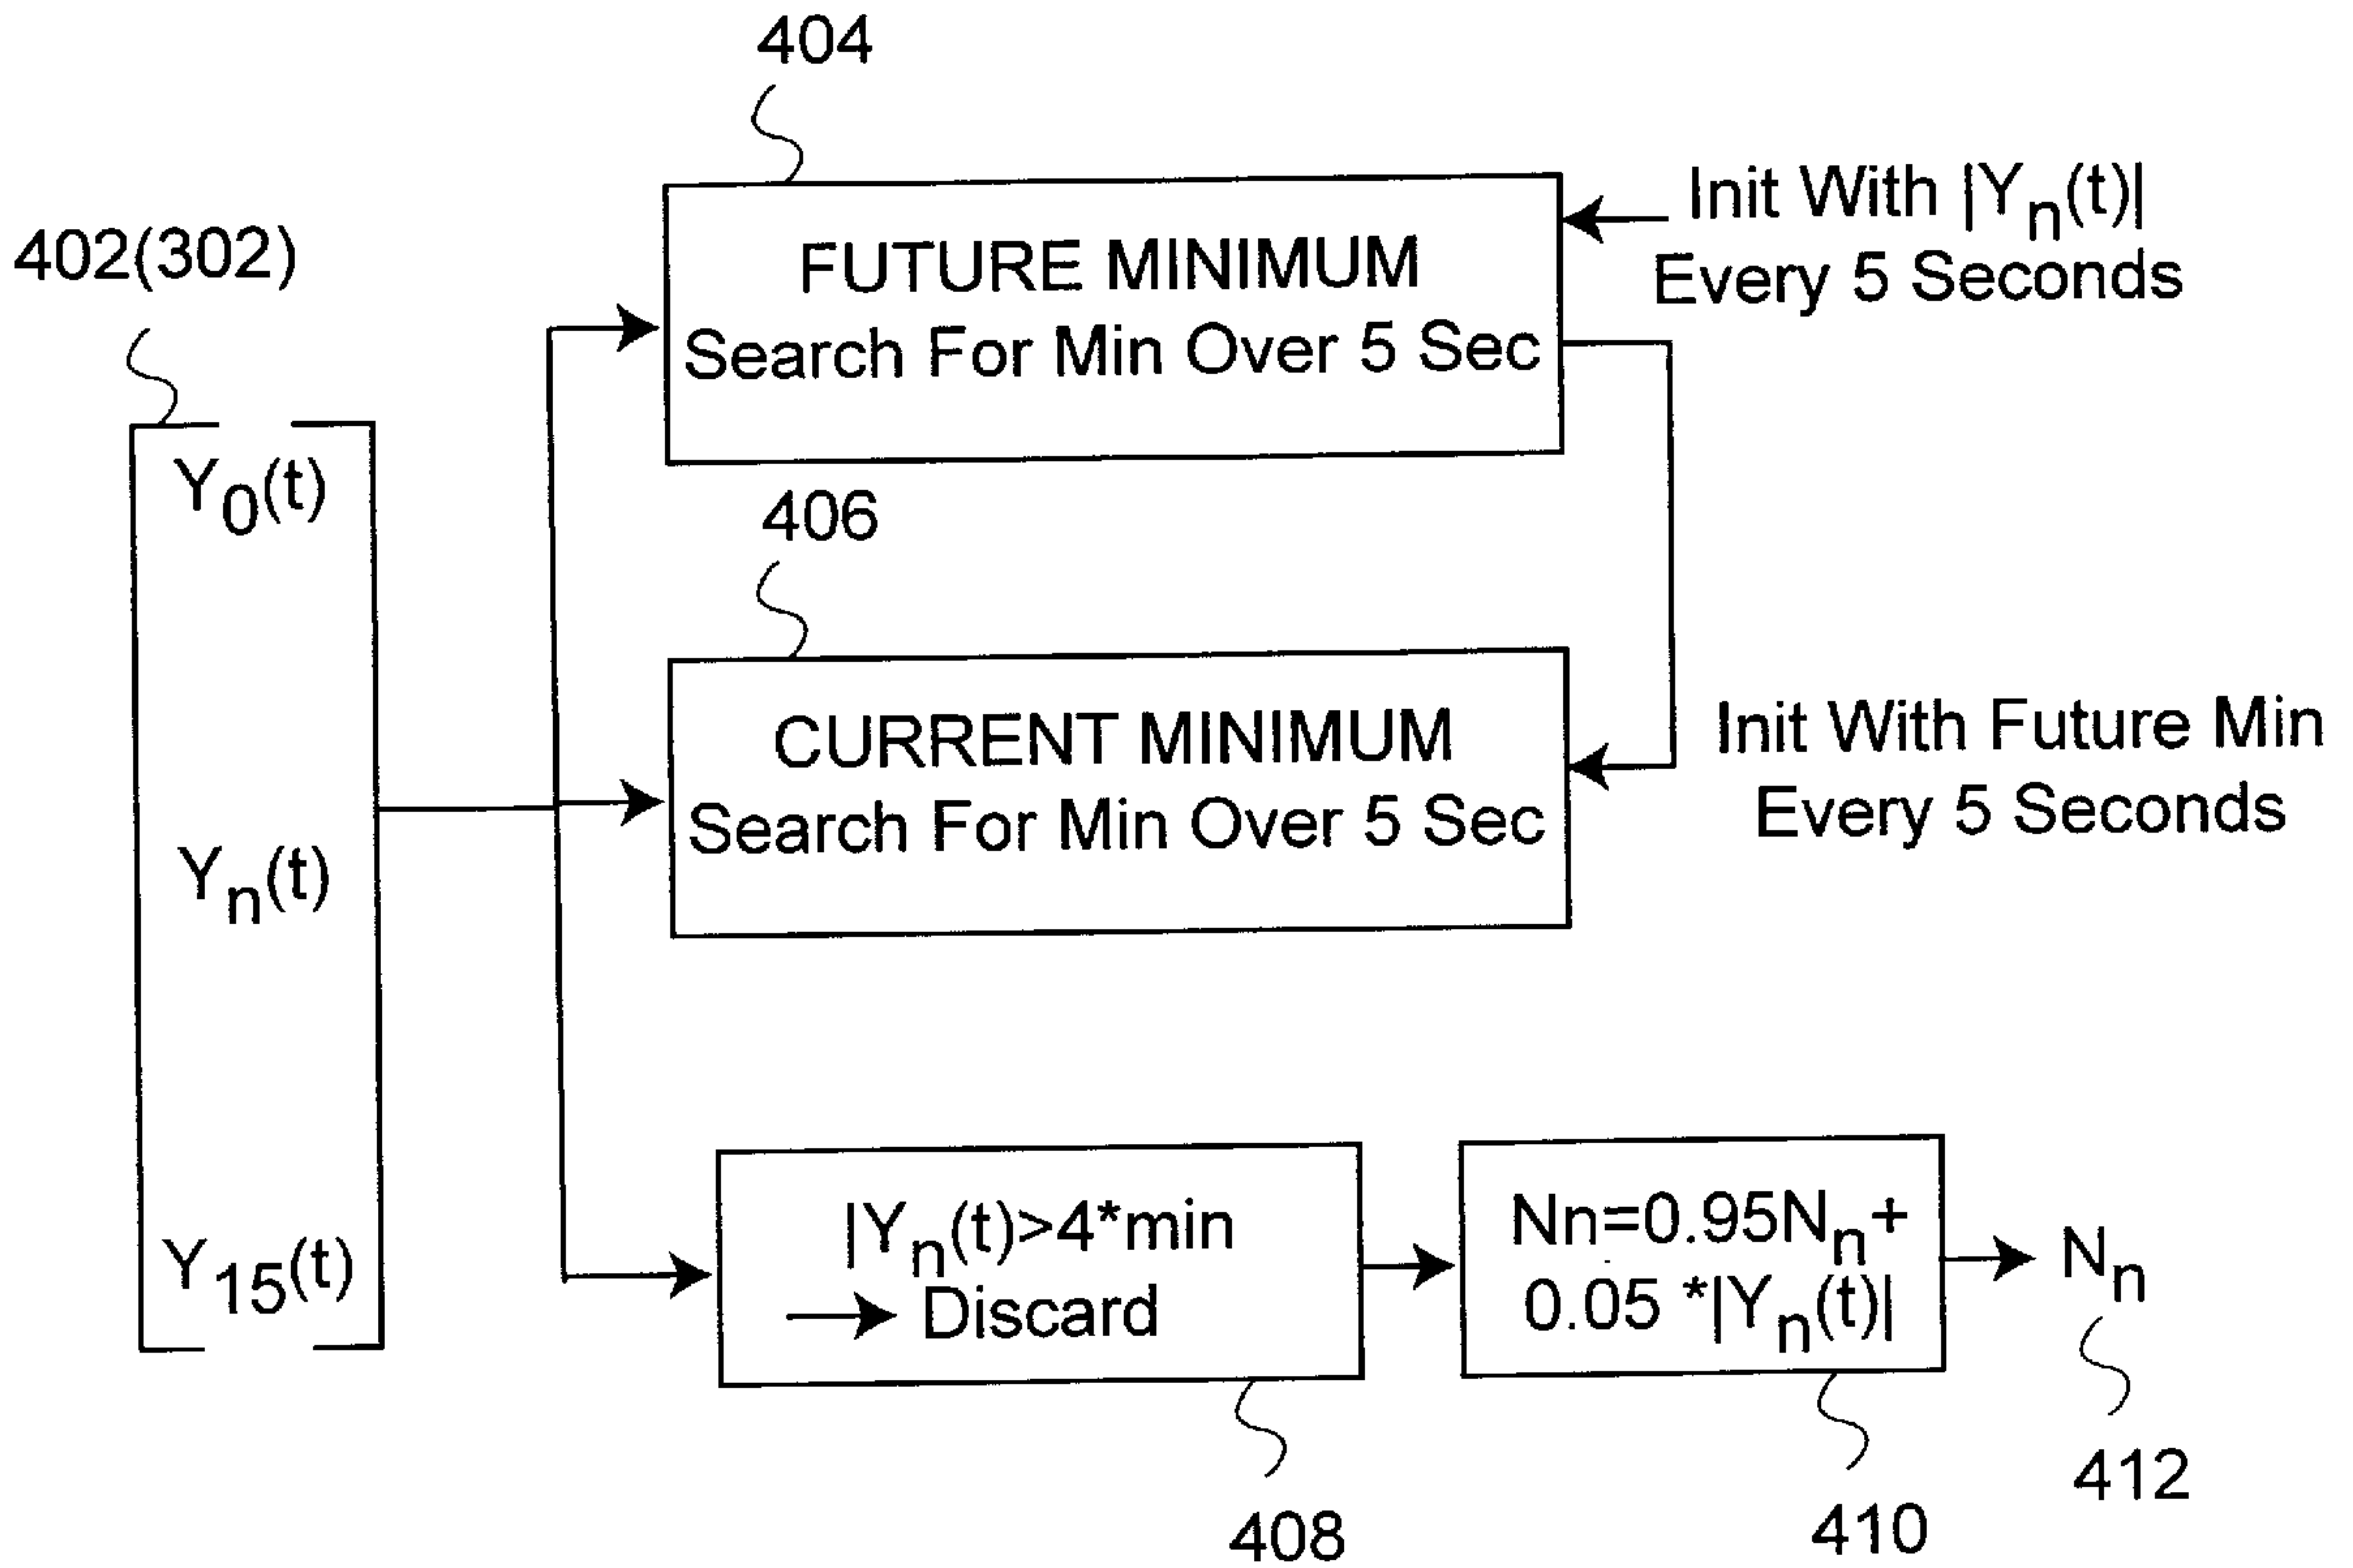 404
402(302)
FUTURE MINIMUM
Search For Min Over 5 Sec
Init With |Yn(t)|
Every 5 Seconds
Y0(t)
Yn(t)
Y15(t)
406
CURRENT MINIMUM
Search For Min Over 5 Sec
Init With Future Min
Every 5 Seconds
|Yn(t)>4*min
→ Discard
Nn=0.95Nn+
0.05 *|Yn(t)|
Nn
408
410
412